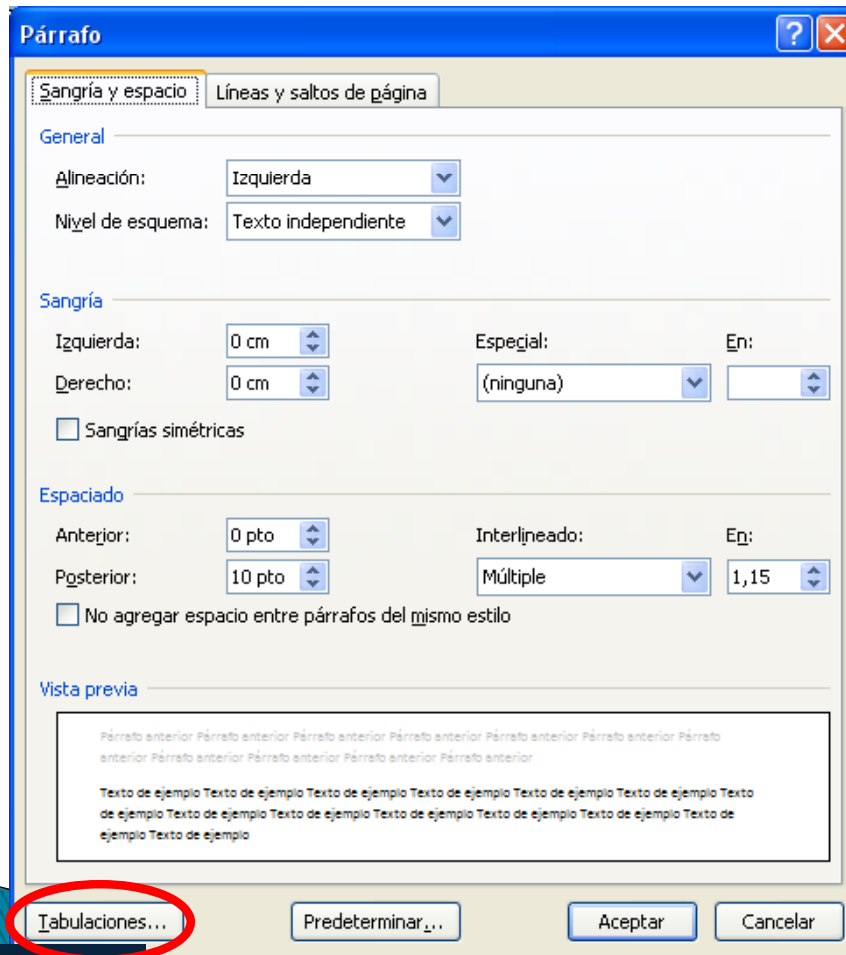 Párrafo
Sangría y espacio Líneas y saltos de página
General
Alineación: Izquierda
Nivel de esquema: Texto independiente
Sangría
Izquierda: 0 cm Especial: En:
Derecho: 0 cm (ninguna)
Sangrías simétricas
Espaciado
Anterior: 0 pto Interlineado: En:
Posterior: 10 pto Múltiple 1,15
No agregar espacio entre párrafos del mismo estilo
Vista previa
Párrafo anterior Párrafo anterior Párrafo anterior Párrafo anterior Párrafo anterior Párrafo anterior Párrafo
anterior Párrafo anterior Párrafo anterior Párrafo anterior Párrafo anterior
Texto de ejemplo Texto de ejemplo Texto de ejemplo Texto de ejemplo Texto de ejemplo Texto de ejemplo Texto
de ejemplo Texto de ejemplo Texto de ejemplo Texto de ejemplo Texto de ejemplo Texto de ejemplo Texto de
ejemplo Texto de ejemplo
Tabulaciones... Predeterminar... Aceptar Cancelar